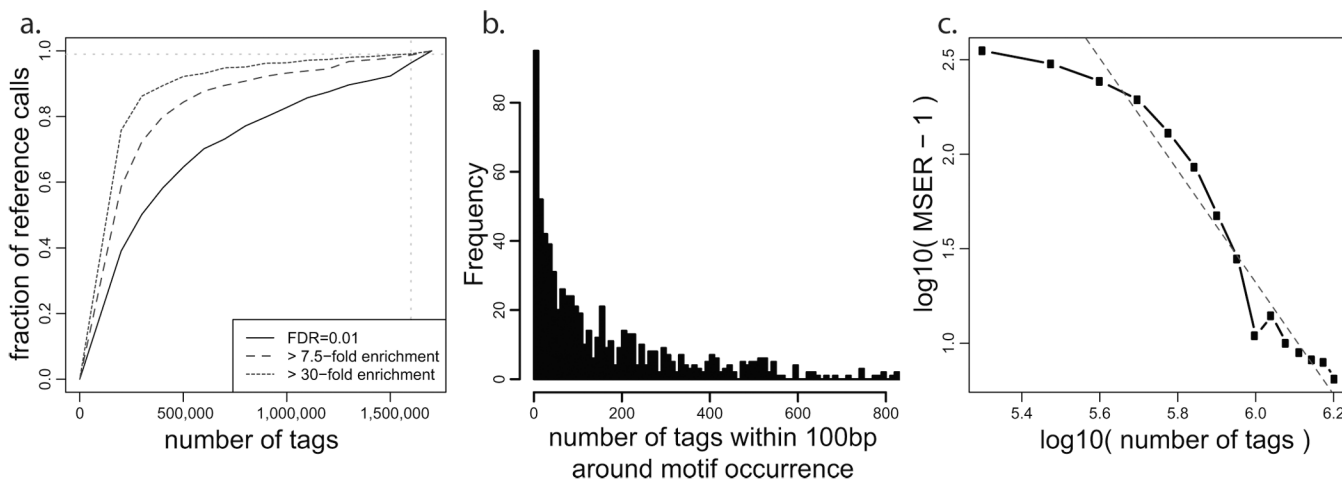 a.
fraction of reference calls
0.0
0.2
0.4
0.6
0.8
1.0
FDR=0.01
> 7.5-fold enrichment
> 30-fold enrichment
0
500,000
1,000,000
1,500,000
number of tags
b.
Frequency
0
20
40
60
80
0
200
400
600
800
number of tags within 100bp
around motif occurrence
c.
log10( MSER - 1 )
1.0
1.5
2.0
2.5
5.4
5.6
5.8
6.0
6.2
log10( number of tags )